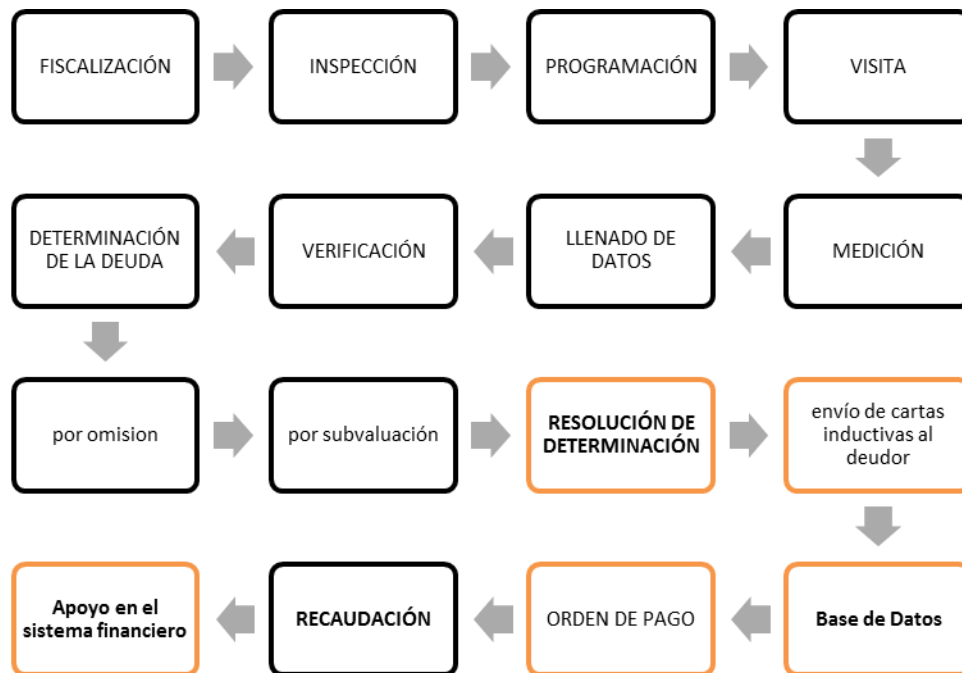 FISCALIZACIÓN
INSPECCIÓN
PROGRAMACIÓN
VISITA
MEDICIÓN
LLENADO DE
DATOS
VERIFICACIÓN
DETERMINACIÓN
DE LA DEUDA
por omision
por subvaluación
RESOLUCIÓN DE
DETERMINACIÓN
envío de cartas
inductivas al
deudor
Base de Datos
ORDEN DE PAGO
RECAUDACIÓN
Apoyo en el
sistema financiero